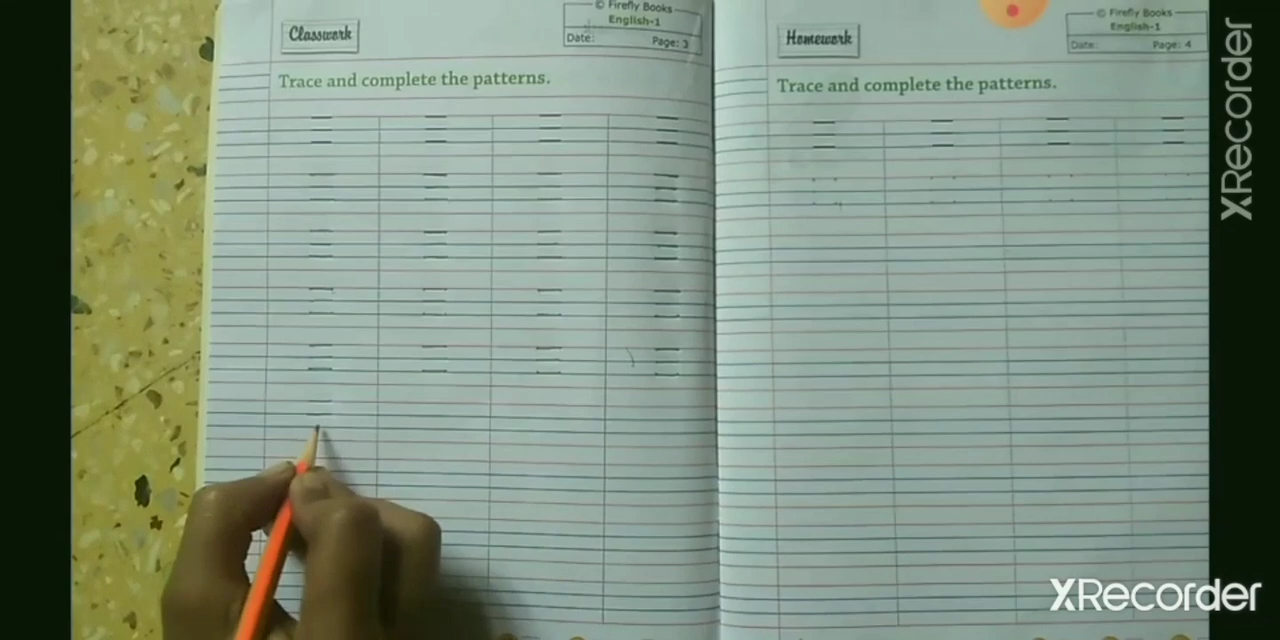 Classwork
© Firefly Books
English-1
Date:
Page: 3
Trace and complete the patterns.
Homework
© Firefly Books
English-1
Date:
Page: 4
Trace and complete the patterns.
XRecorder
XRecorder